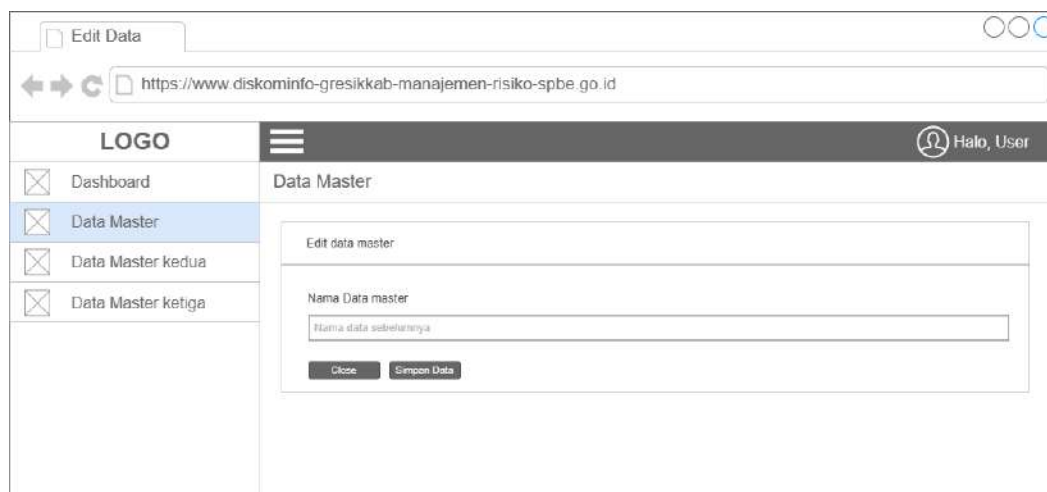 Edit Data
https://www.diskominfo-gresikkab-manajemen-risiko-spbe.go.id
LOGO
Halo, User
Dashboard
Data Master
Data Master
Data Master kedua
Data Master ketiga
Edit data master
Nama Data master
Nama data sebelumnya
Close
Simpan Data